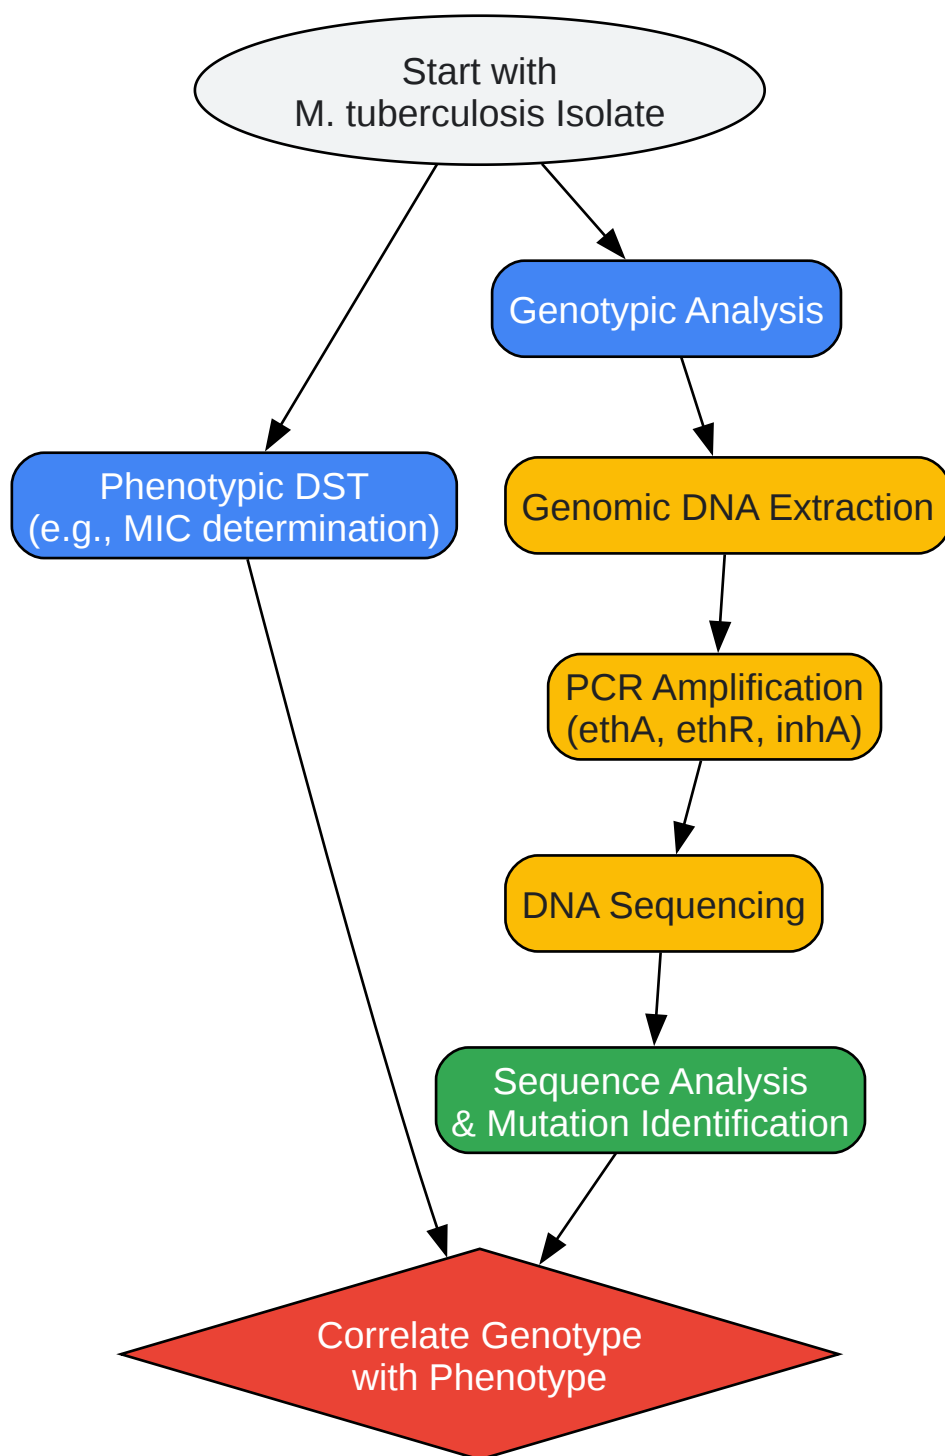 Start with
M. tuberculosis Isolate
Genotypic Analysis
Phenotypic DST
(e.g., MIC determination)
Genomic DNA Extraction
PCR Amplification
(ethA, ethR, inhA)
DNA Sequencing
Sequence Analysis
& Mutation Identification
Correlate Genotype
with Phenotype